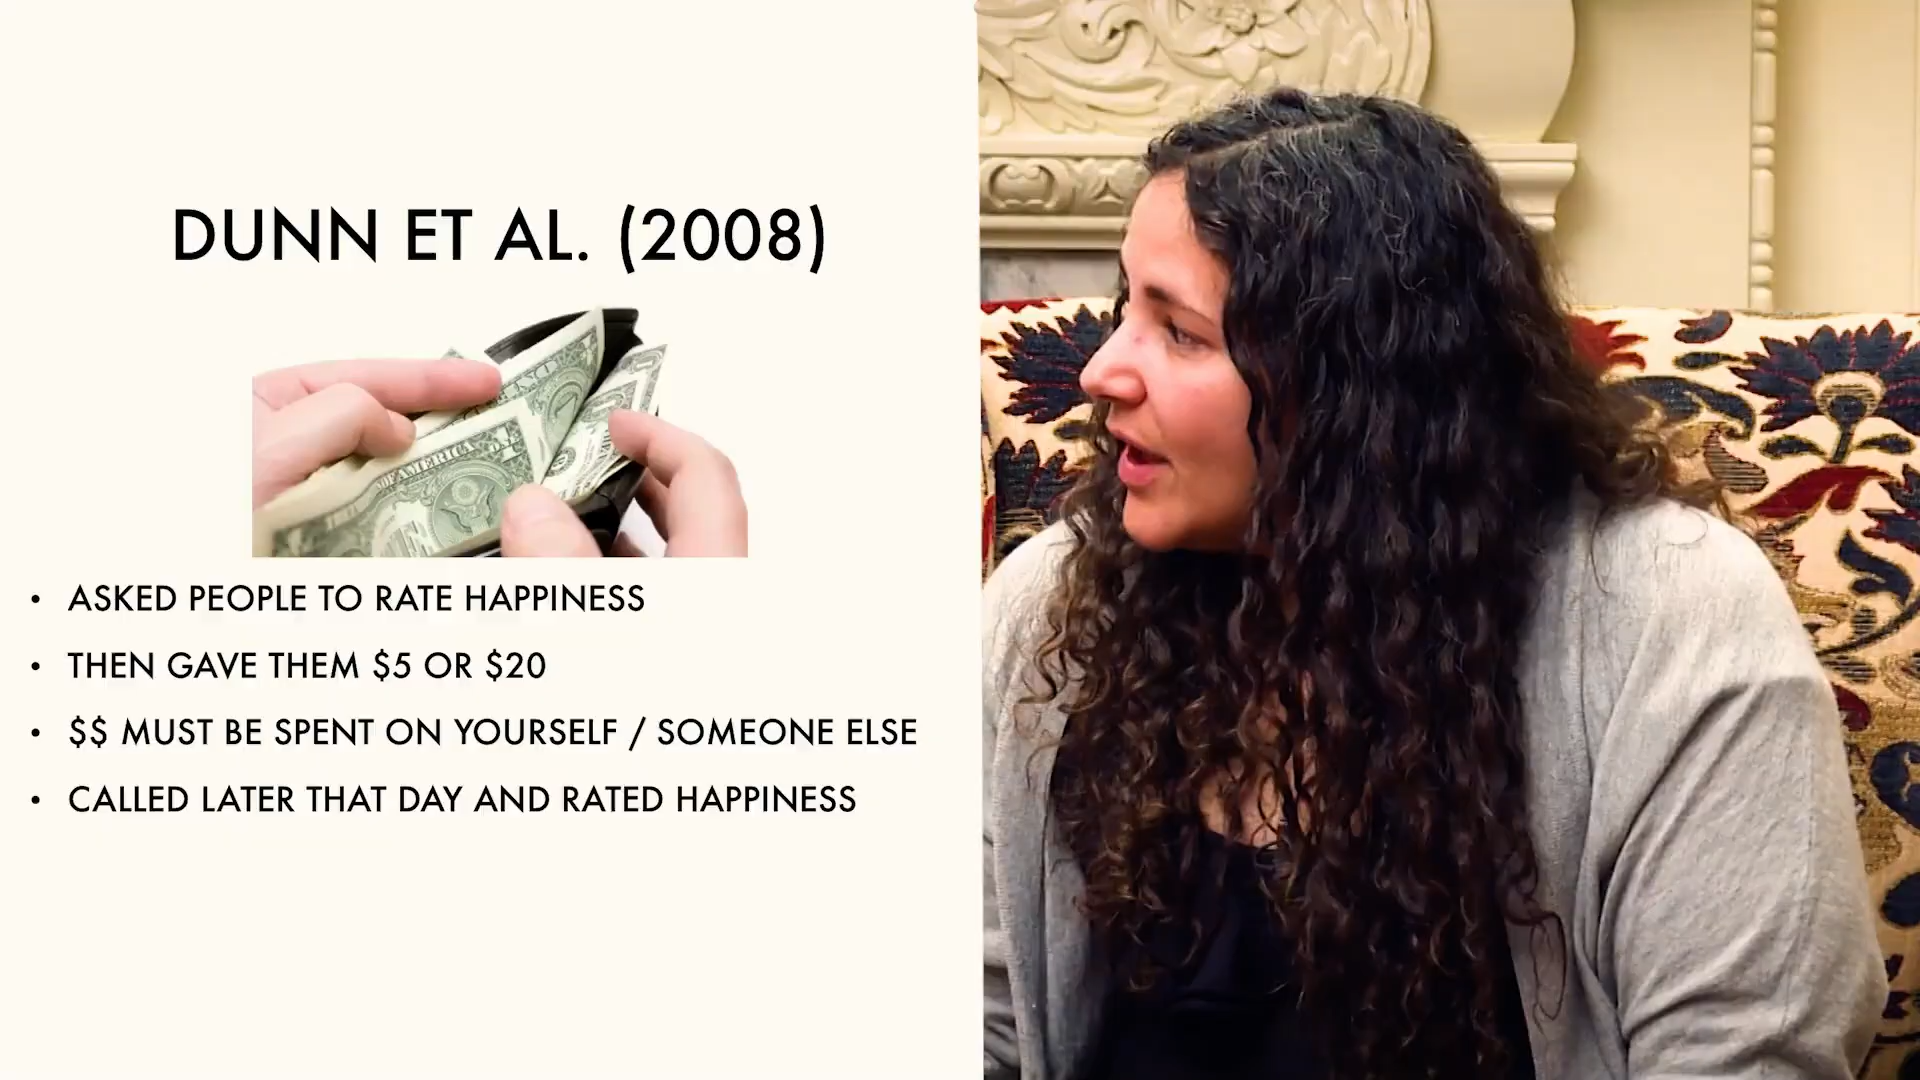 DUNN ET AL. (2008)
• ASKED PEOPLE TO RATE HAPPINESS
• THEN GAVE THEM $5 OR $20
• $$ MUST BE SPENT ON YOURSELF / SOMEONE ELSE
• CALLED LATER THAT DAY AND RATED HAPPINESS